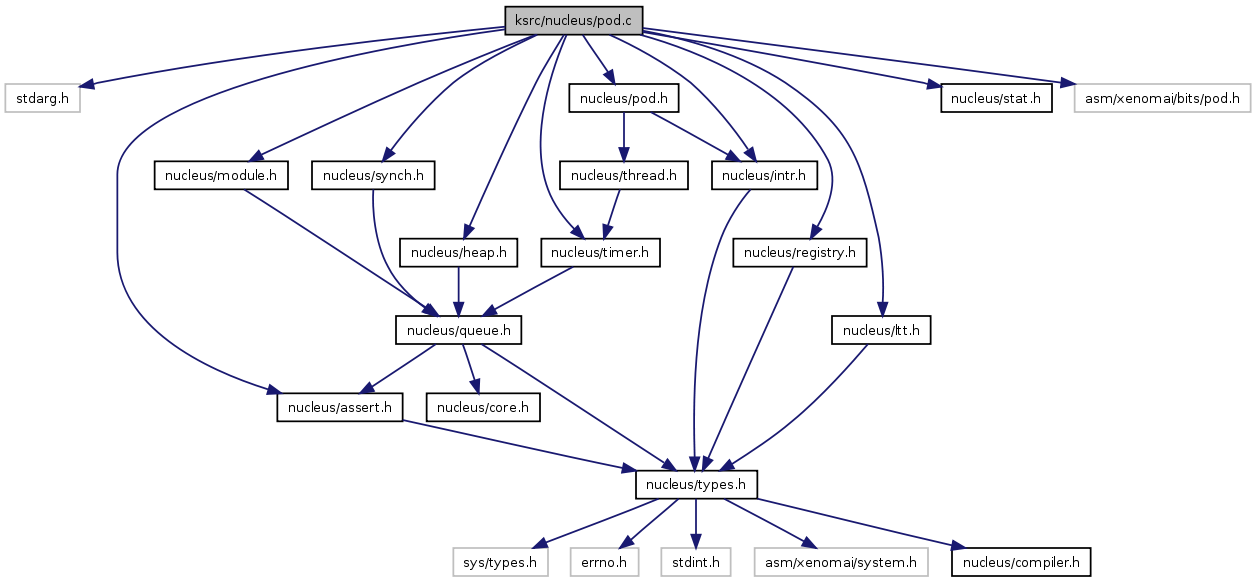 ksrc/nucleus/pod.c
stdarg.h
nucleus/pod.h
nucleus/stat.h
asm/xenomai/bits/pod.h
nucleus/module.h
nucleus/synch.h
nucleus/thread.h
nucleus/intr.h
nucleus/heap.h
nucleus/timer.h
nucleus/registry.h
nucleus/queue.h
nucleus/ltt.h
nucleus/assert.h
nucleus/core.h
nucleus/types.h
sys/types.h
errno.h
stdint.h
asm/xenomai/system.h
nucleus/compiler.h